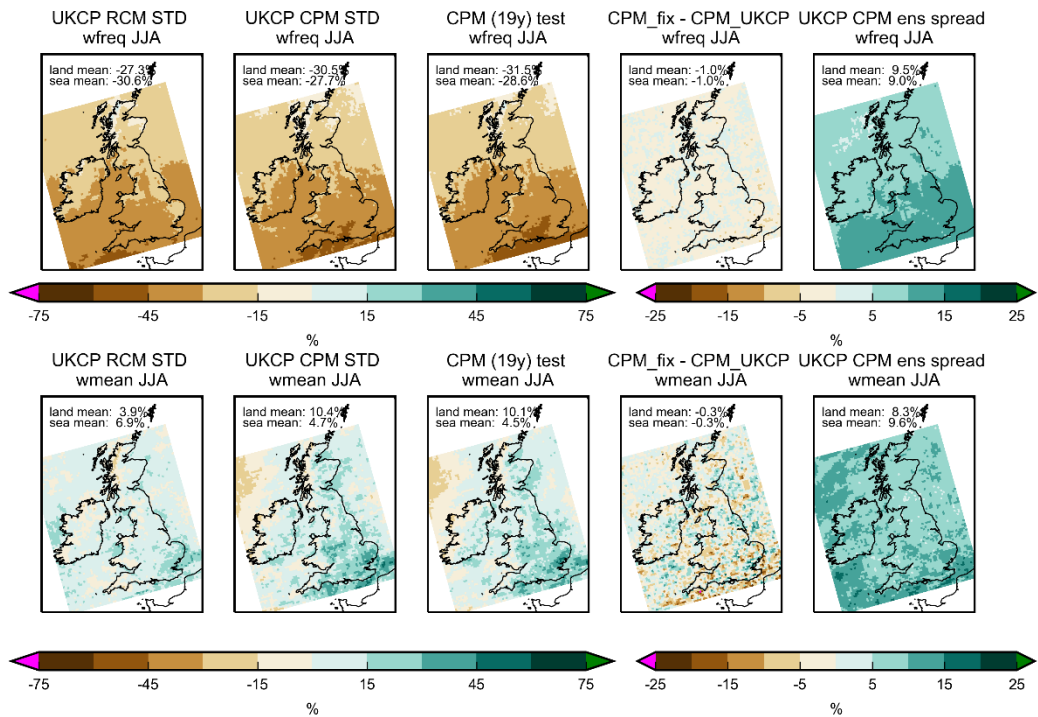 UKCP RCM STD
wfreq JJA
UKCP CPM STD
wfreq JJA
CPM (19y) test
wfreq JJA
CPM_fix - CPM_UKCP
wfreq JJA
UKCP CPM ens spread
wfreq JJA
land mean: -27.3%
sea mean: -30.6%
land mean: -30.5%
sea mean: -27.7%
land mean: -31.5%
sea mean: -28.6%
land mean: -1.0%
sea mean: -1.0%
land mean: 9.5%
sea mean: 9.0%
-75 -45 -15 15 45 75
%
-25 -15 -5 5 15 25
%
UKCP RCM STD
wmean JJA
UKCP CPM STD
wmean JJA
CPM (19y) test
wmean JJA
CPM_fix - CPM_UKCP
wmean JJA
UKCP CPM ens spread
wmean JJA
land mean: 3.9%
sea mean: 6.9%
land mean: 10.4%
sea mean: 4.7%
land mean: 10.1%
sea mean: 4.5%
land mean: -0.3%
sea mean: -0.3%
land mean: 8.3%
sea mean: 9.6%
-75 -45 -15 15 45 75
%
-25 -15 -5 5 15 25
%